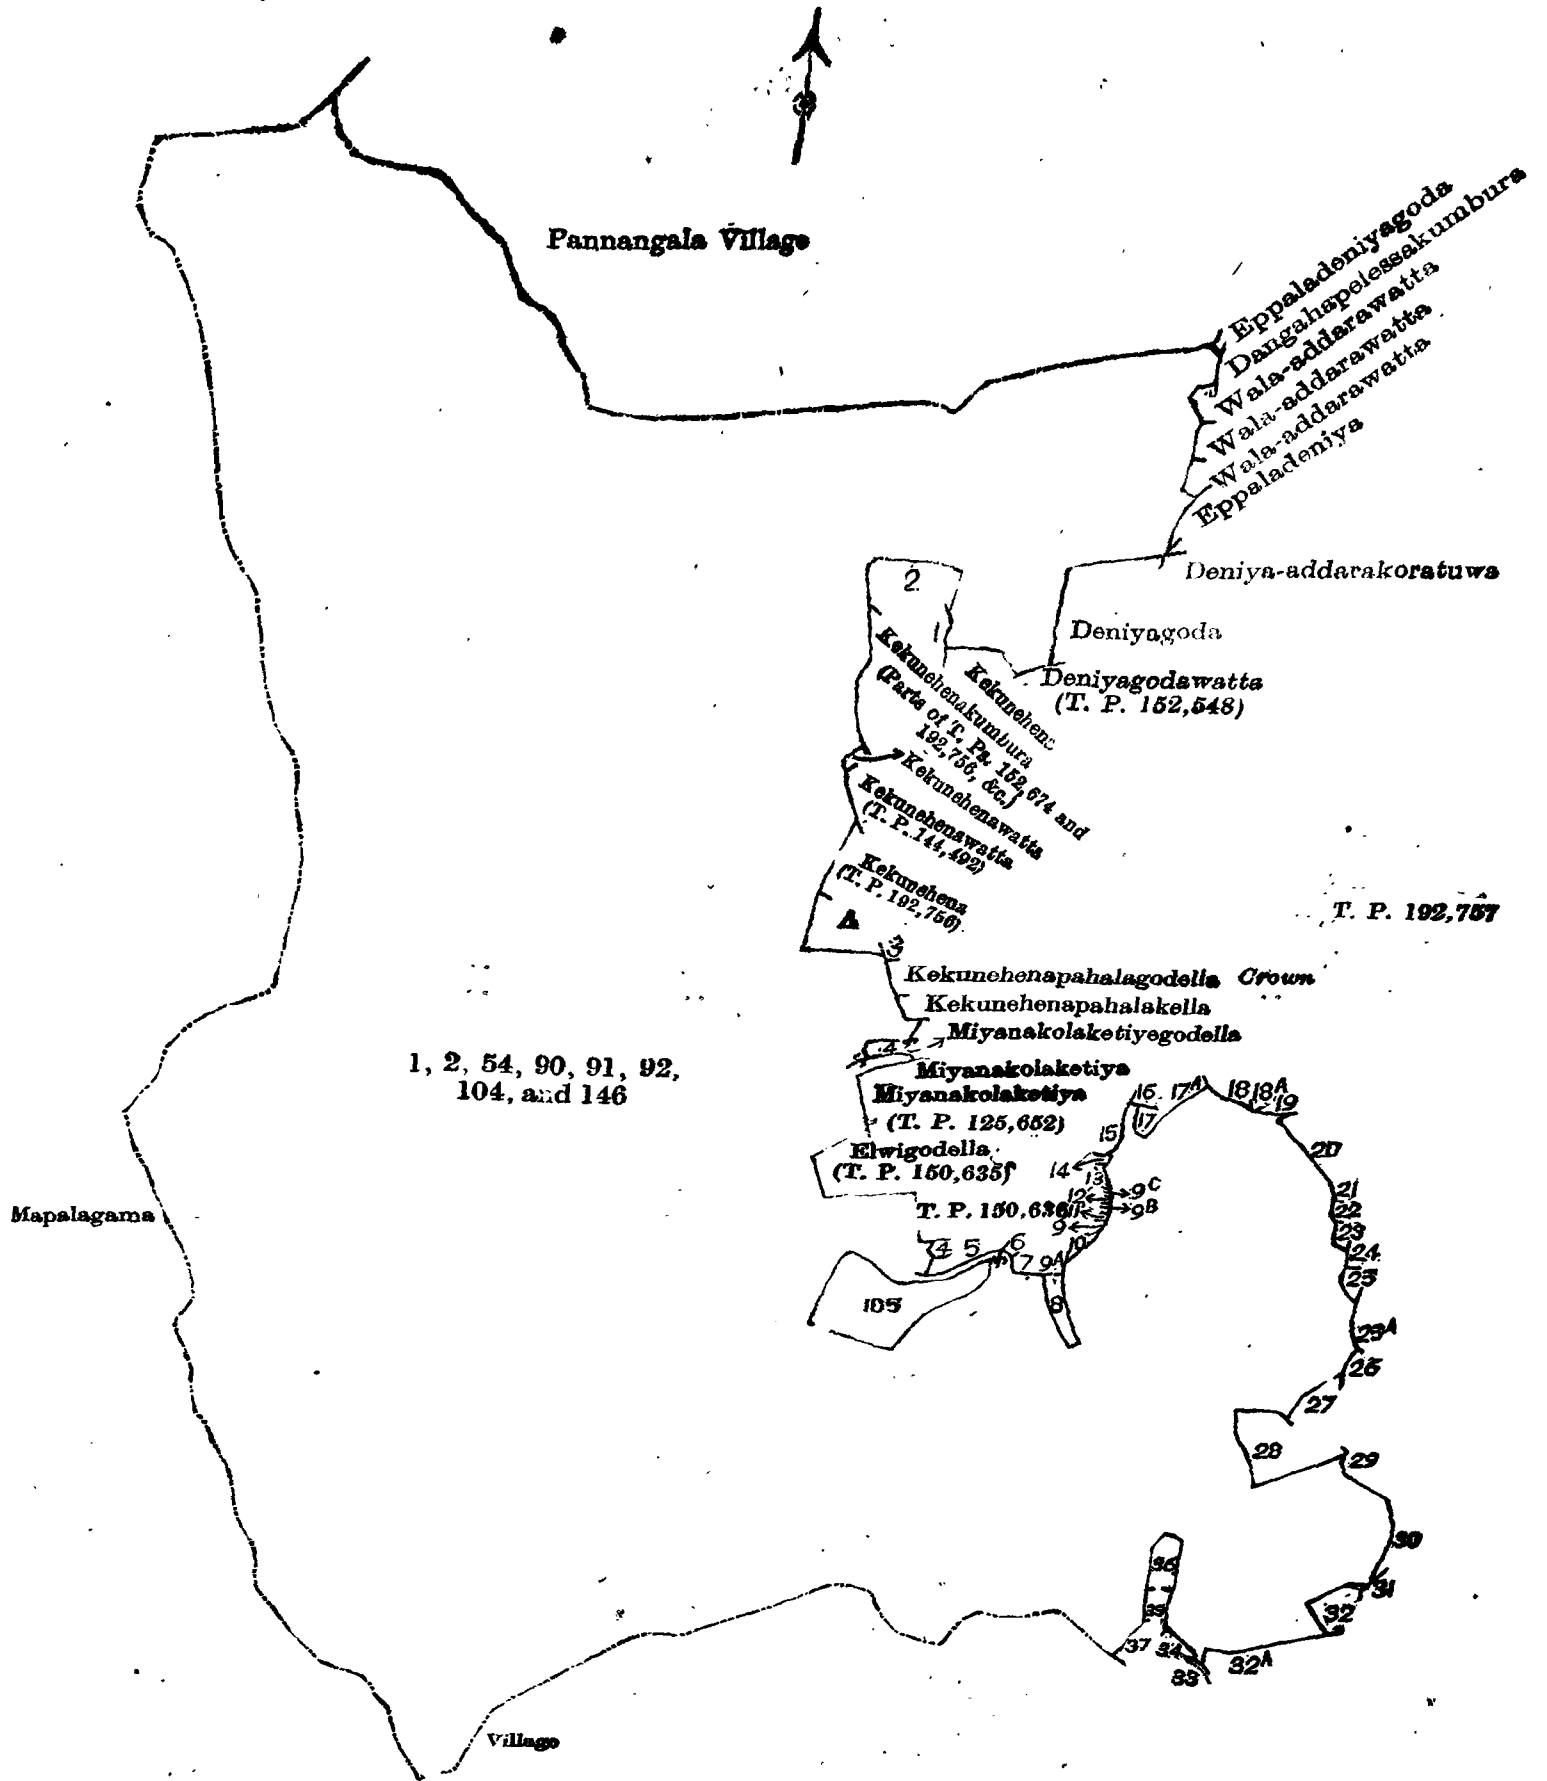 Pannangala Village
Eppaladeniyagoda
Dangahapelessakumbura
Wala-addarawatta
Wala-addarawatta
Wala-addarawatta
Eppaladeniya
Deniya-addarakoratuwa
2
1
Deniyagoda
Deniyagodawatta
(T. P. 152,548)
Kekunehena
Kekunehenakumbura
(Parts of T. Ps. 152,674 and
192,756, &c.)
Kekunehenawatta
Kekunehenawatta
(T. P. 144,492)
Kekunehena
(T. P. 192,756)
A
3
T. P. 192,757
Kekunehenapahalagodella Crown
Kekunehenapahalakella
Miyanakolaketiyegodella
4
Miyanakolaketiya
Miyanakolaketiya
(T. P. 125,652)
Elwigodella
(T. P. 150,635)
T. P. 150,636
1, 2, 54, 90, 91, 92,
104, and 146
Mapalagama
Village
4
5
6
7
8
9A
9
9B
9C
10
11
12
13
14
15
16
17
17A
18
18A
19
20
21
22
23
24
25
25A
26
27
28
29
30
31
32
32A
33
34
35
36
37
105